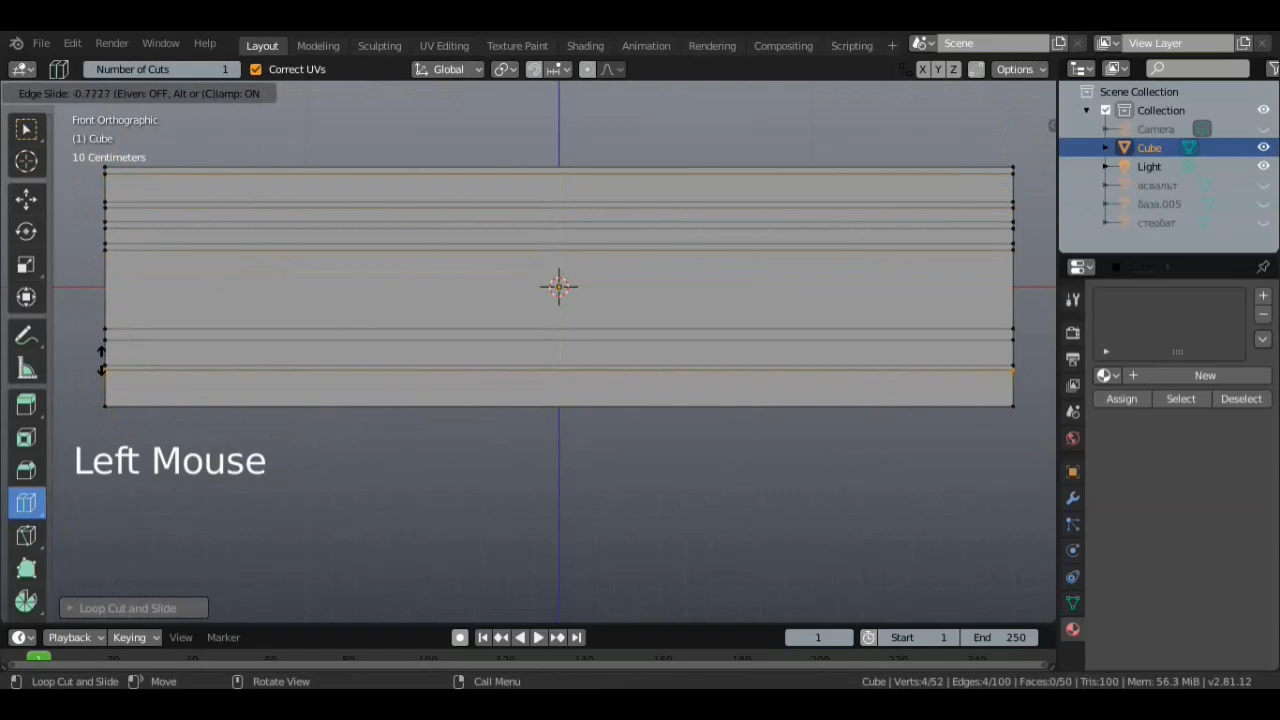 File Edit Render Window Help Layout Modeling Sculpting UV Editing Texture Paint Shading Animation Rendering Compositing Scripting + Scene View Layer
Number of Cuts 1 Correct UVs Global X Y Z Options
Edge Slide: -0.7727 (E)ven: OFF, Alt or (C)lamp: ON
Scene Collection
Front Orthographic
Collection
(1) Cube
Camera
10 Centimeters
Cube
Light
асвальт
база.005
стеобат
New
Assign Select Deselect
Left Mouse
Loop Cut and Slide
Playback Keying View Marker 1 Start 1 End 250
1
Loop Cut and Slide Move Rotate View Call Menu Cube | Verts:4/52 | Edges:4/100 | Faces:0/50 | Tris:100 | Mem: 56.3 MiB | v2.81.12